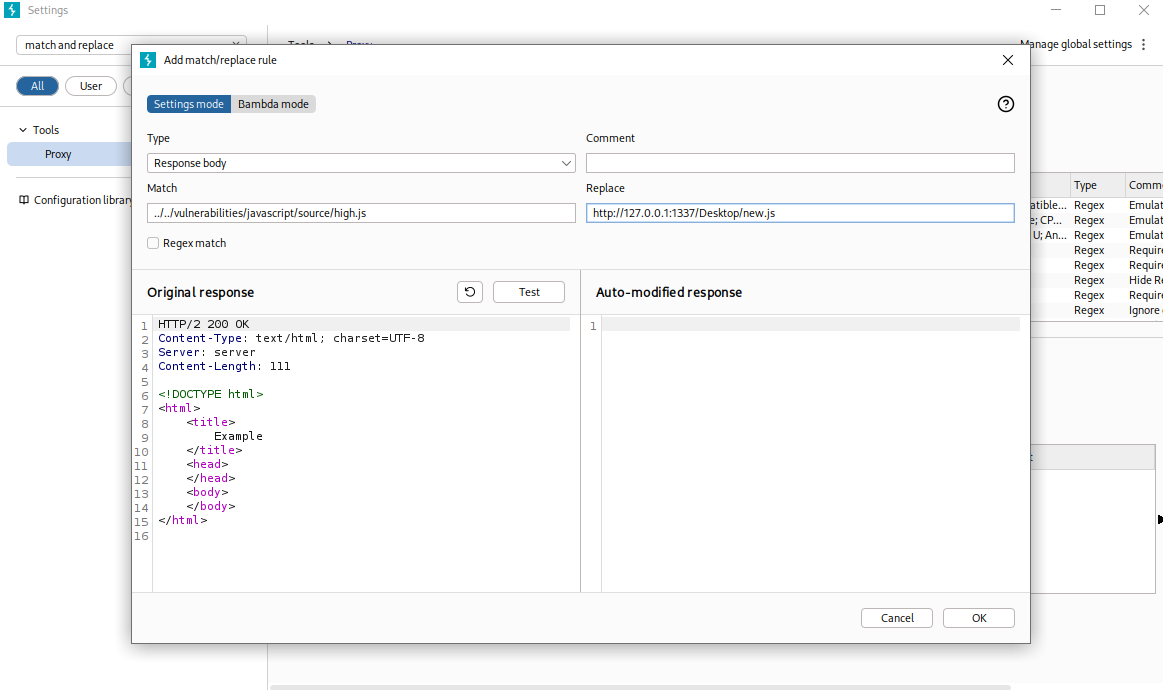 Settings
match and replace
Tools > Proxy
Manage global settings
All
User
Tools
Proxy
Configuration library
Add match/replace rule
Settings mode
Bambda mode
Type
Comment
Response body
Match
Replace
../../vulnerabilities/javascript/source/high.js
http://127.0.0.1:1337/Desktop/new.js
Regex match
Original response
Test
Auto-modified response
1 HTTP/2 200 OK
2 Content-Type: text/html; charset=UTF-8
3 Server: server
4 Content-Length: 111
5
6 <!DOCTYPE html>
7 <html>
8 <title>
9 Example
10 </title>
11 <head>
12 </head>
13 <body>
14 </body>
15 </html>
16
1
Cancel
OK
Type Comm
atible... Regex Emulat
e; CP... Regex Emulat
U; An... Regex Emulat
Regex Require
Regex Require
Regex Hide Re
Regex Require
Regex Ignore